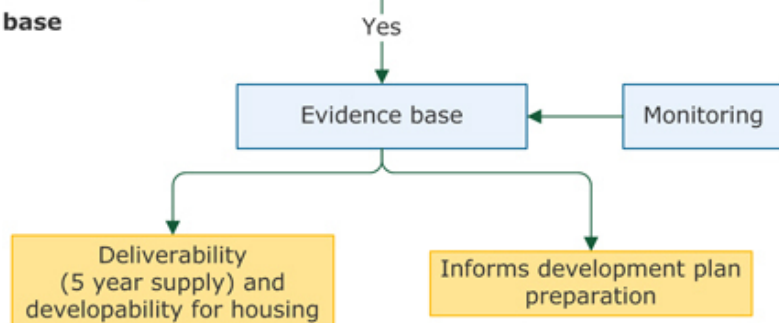 base
Yes
Evidence base
Monitoring
Deliverability
(5 year supply) and
developability for housing
Informs development plan
preparation